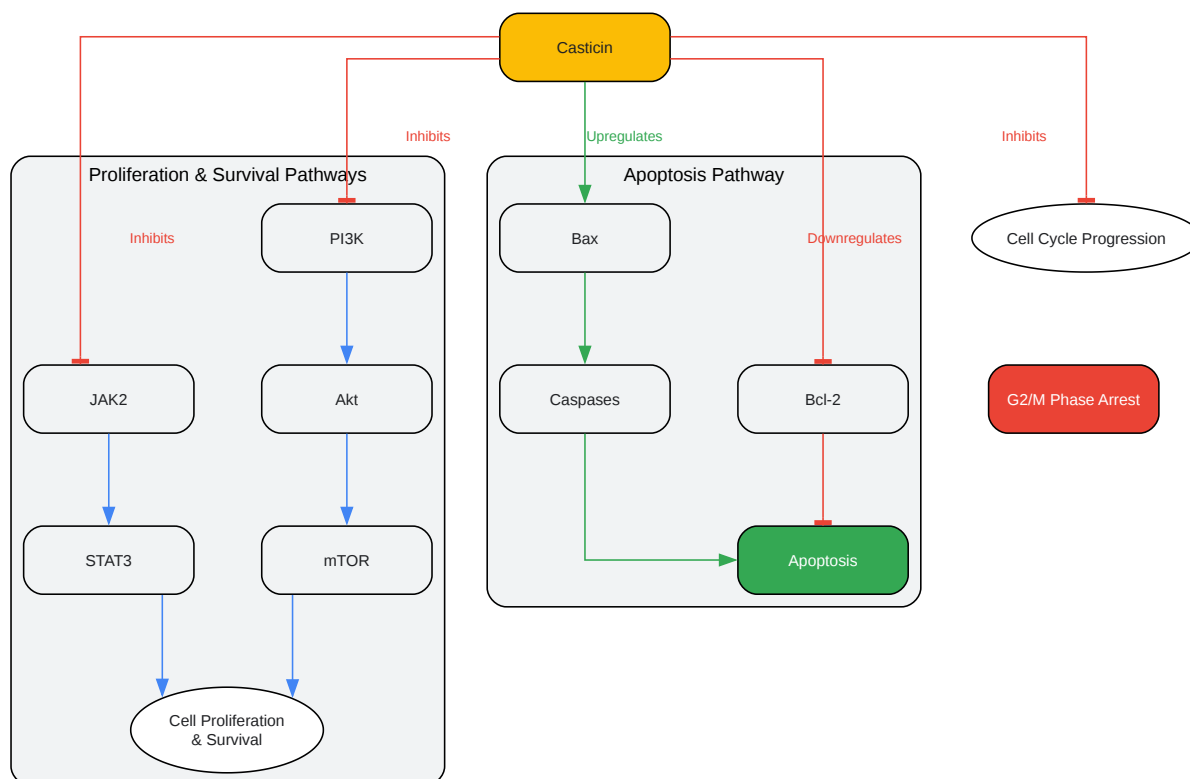 Casticin
Inhibits
Upregulates
Inhibits
Proliferation & Survival Pathways
Apoptosis Pathway
Inhibits
PI3K
Bax
Downregulates
Cell Cycle Progression
JAK2
Akt
Caspases
Bcl-2
G2/M Phase Arrest
STAT3
mTOR
Apoptosis
Cell Proliferation
& Survival